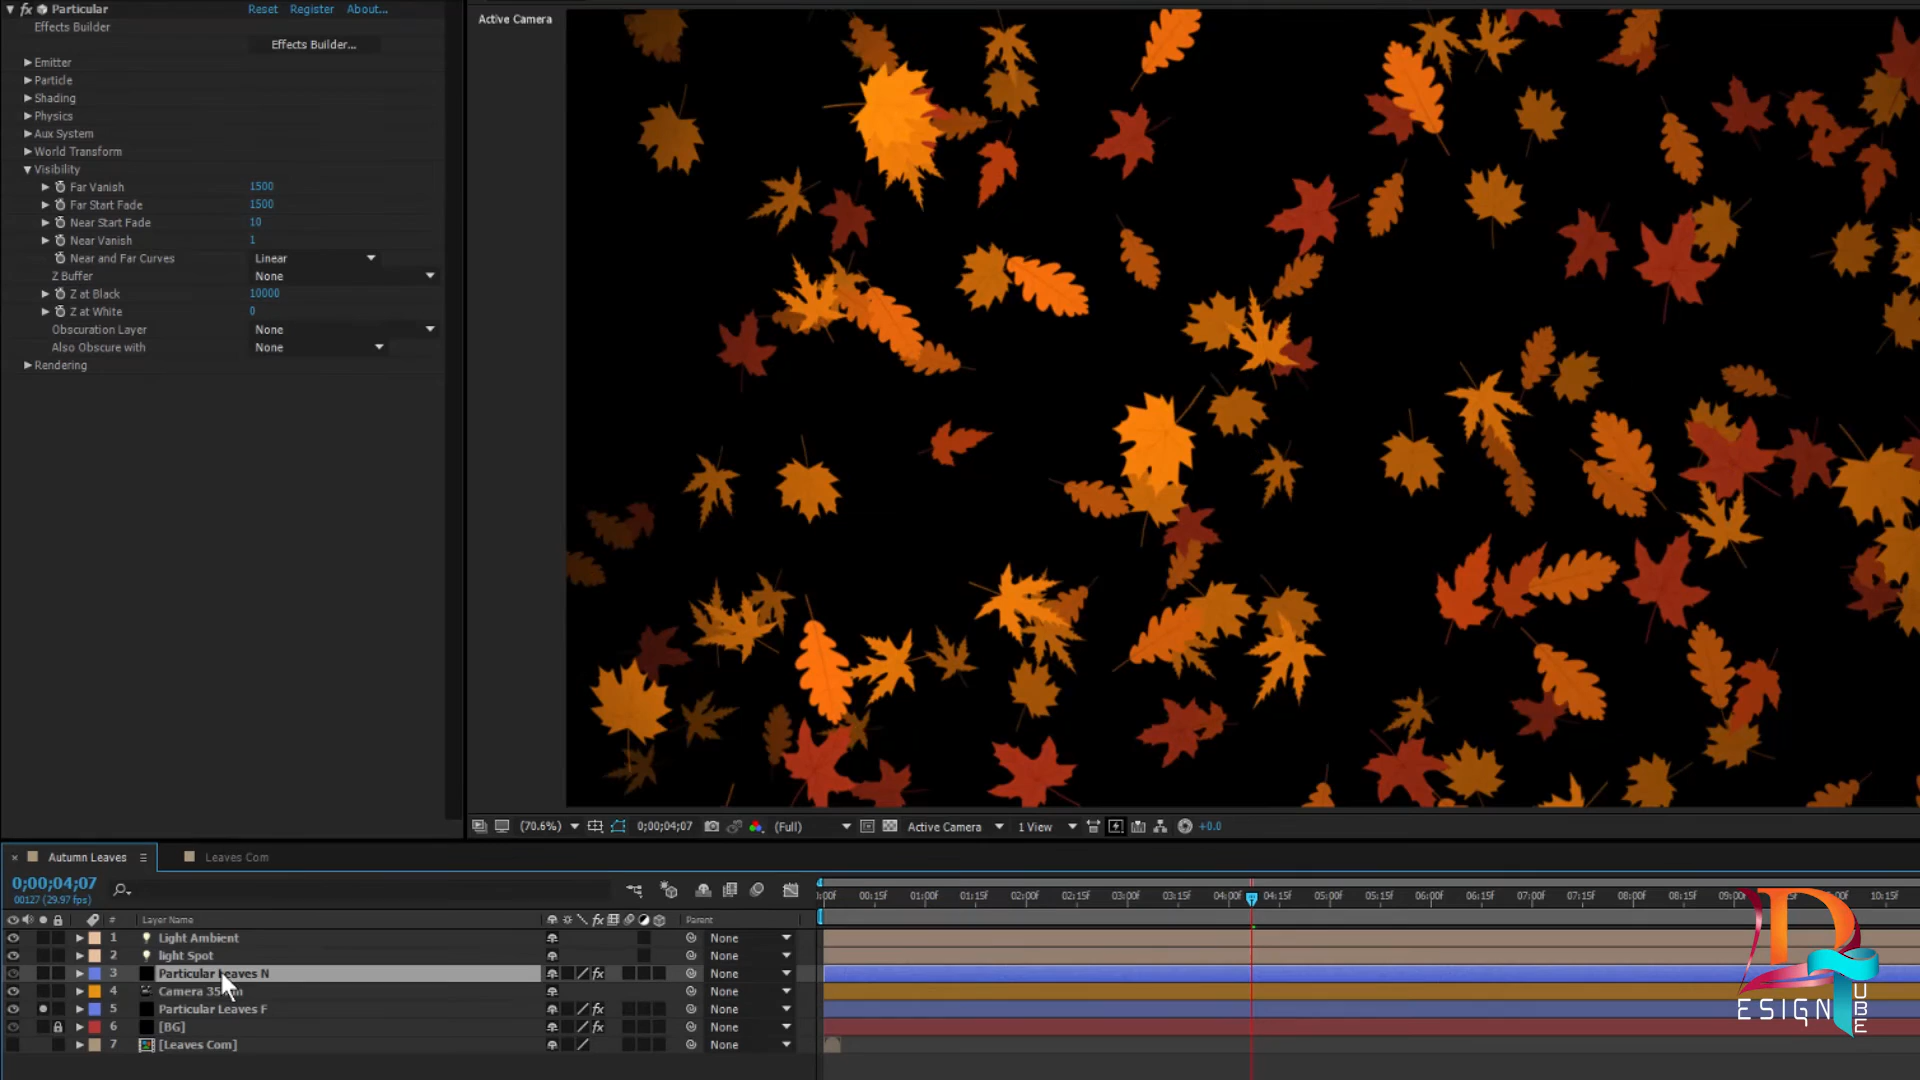 Particular Reset Register About...
Effects Builder
Effects Builder...
Emitter
Particle
Shading
Physics
Aux System
World Transform
Visibility
Far Vanish 1500
Far Start Fade 1500
Near Start Fade 10
Near Vanish 1
Near and Far Curves Linear
Z Buffer None
Z at Black 10000
Z at White 0
Obscuration Layer None
Also Obscure with None
Rendering
Active Camera
(70.6%) 0;00;04;07 (Full) Active Camera 1 View +0.0
Autumn Leaves Leaves Com
0;00;04;07
00127 (29.97 fps)
:00f 00:15f 01:00f 01:15f 02:00f 02:15f 03:00f 03:15f 04:00f 04:15f 05:00f 05:15f 06:00f 06:15f 07:00f 07:15f 08:00f 08:15f 09:00f 10:15f
# Layer Name Parent
1 Light Ambient None
2 light Spot None
3 Particular Leaves N None
4 Camera 35 None
5 Particular Leaves F None
6 [BG] None
7 [Leaves Com] None
ESIGN UBE